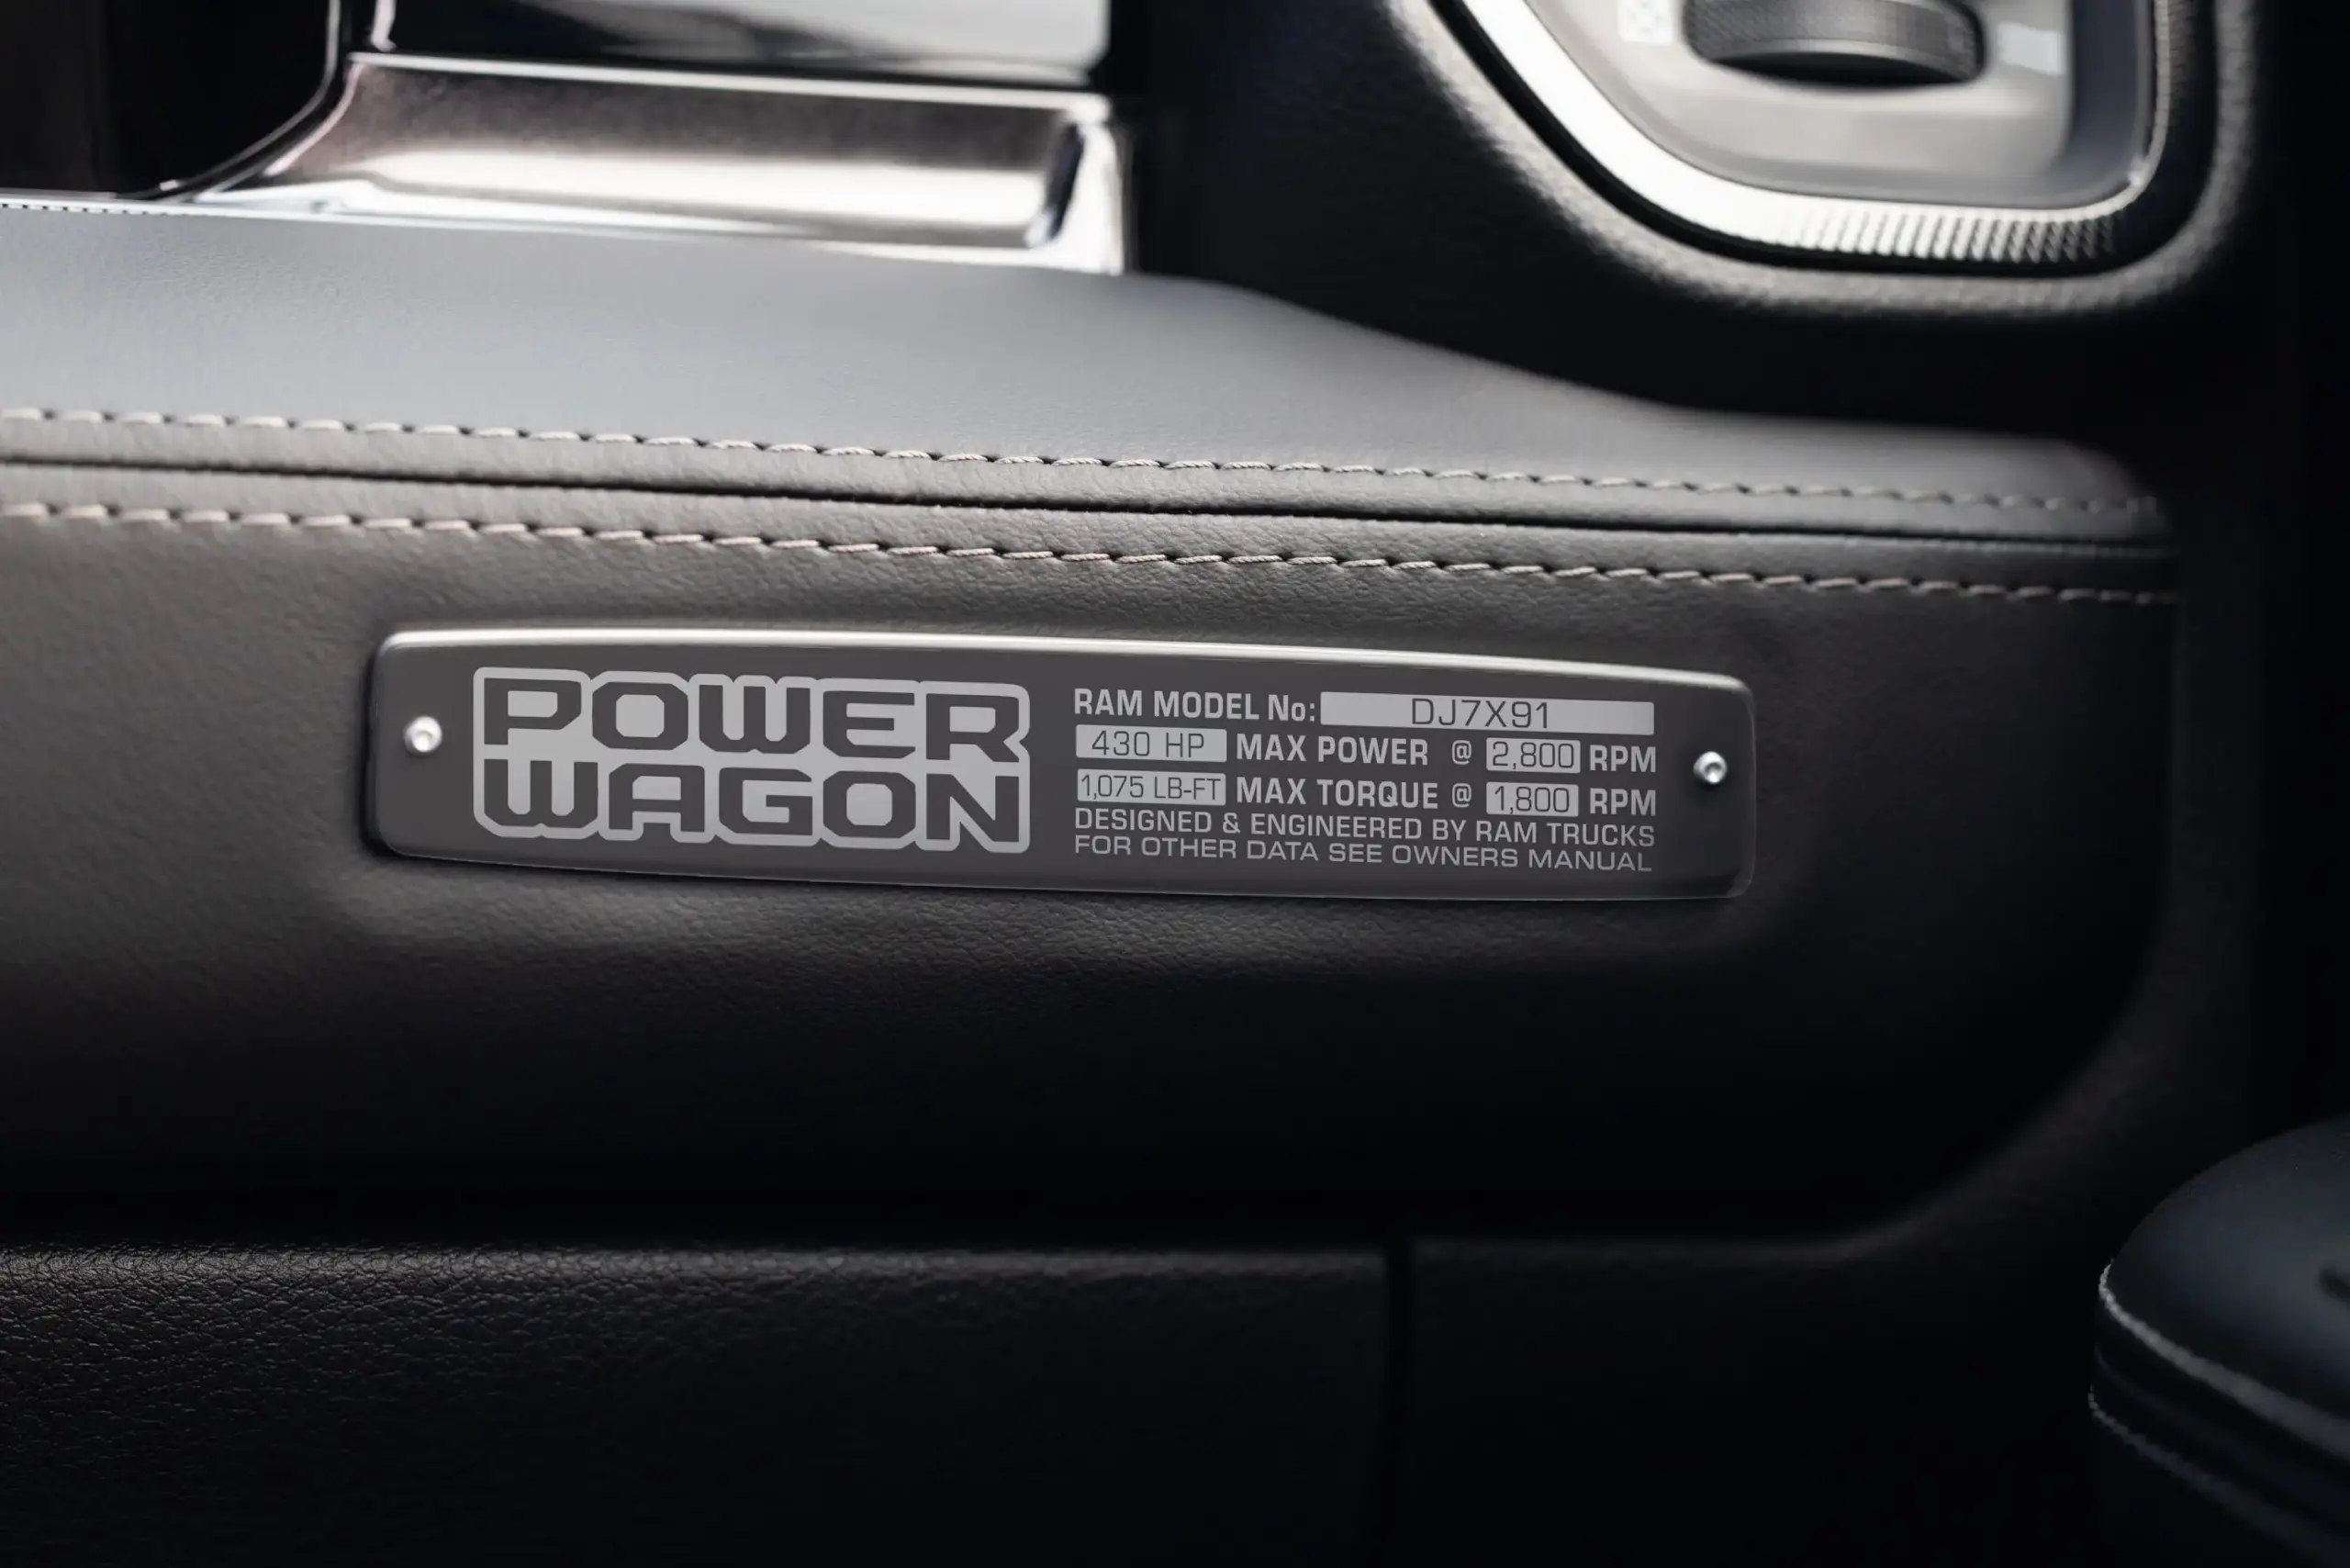 POWER
WAGON
RAM MODEL No: DJ7X91
430 HP MAX POWER @ 2,800 RPM
1,075 LB-FT MAX TORQUE @ 1,800 RPM
DESIGNED & ENGINEERED BY RAM TRUCKS
FOR OTHER DATA SEE OWNERS MANUAL